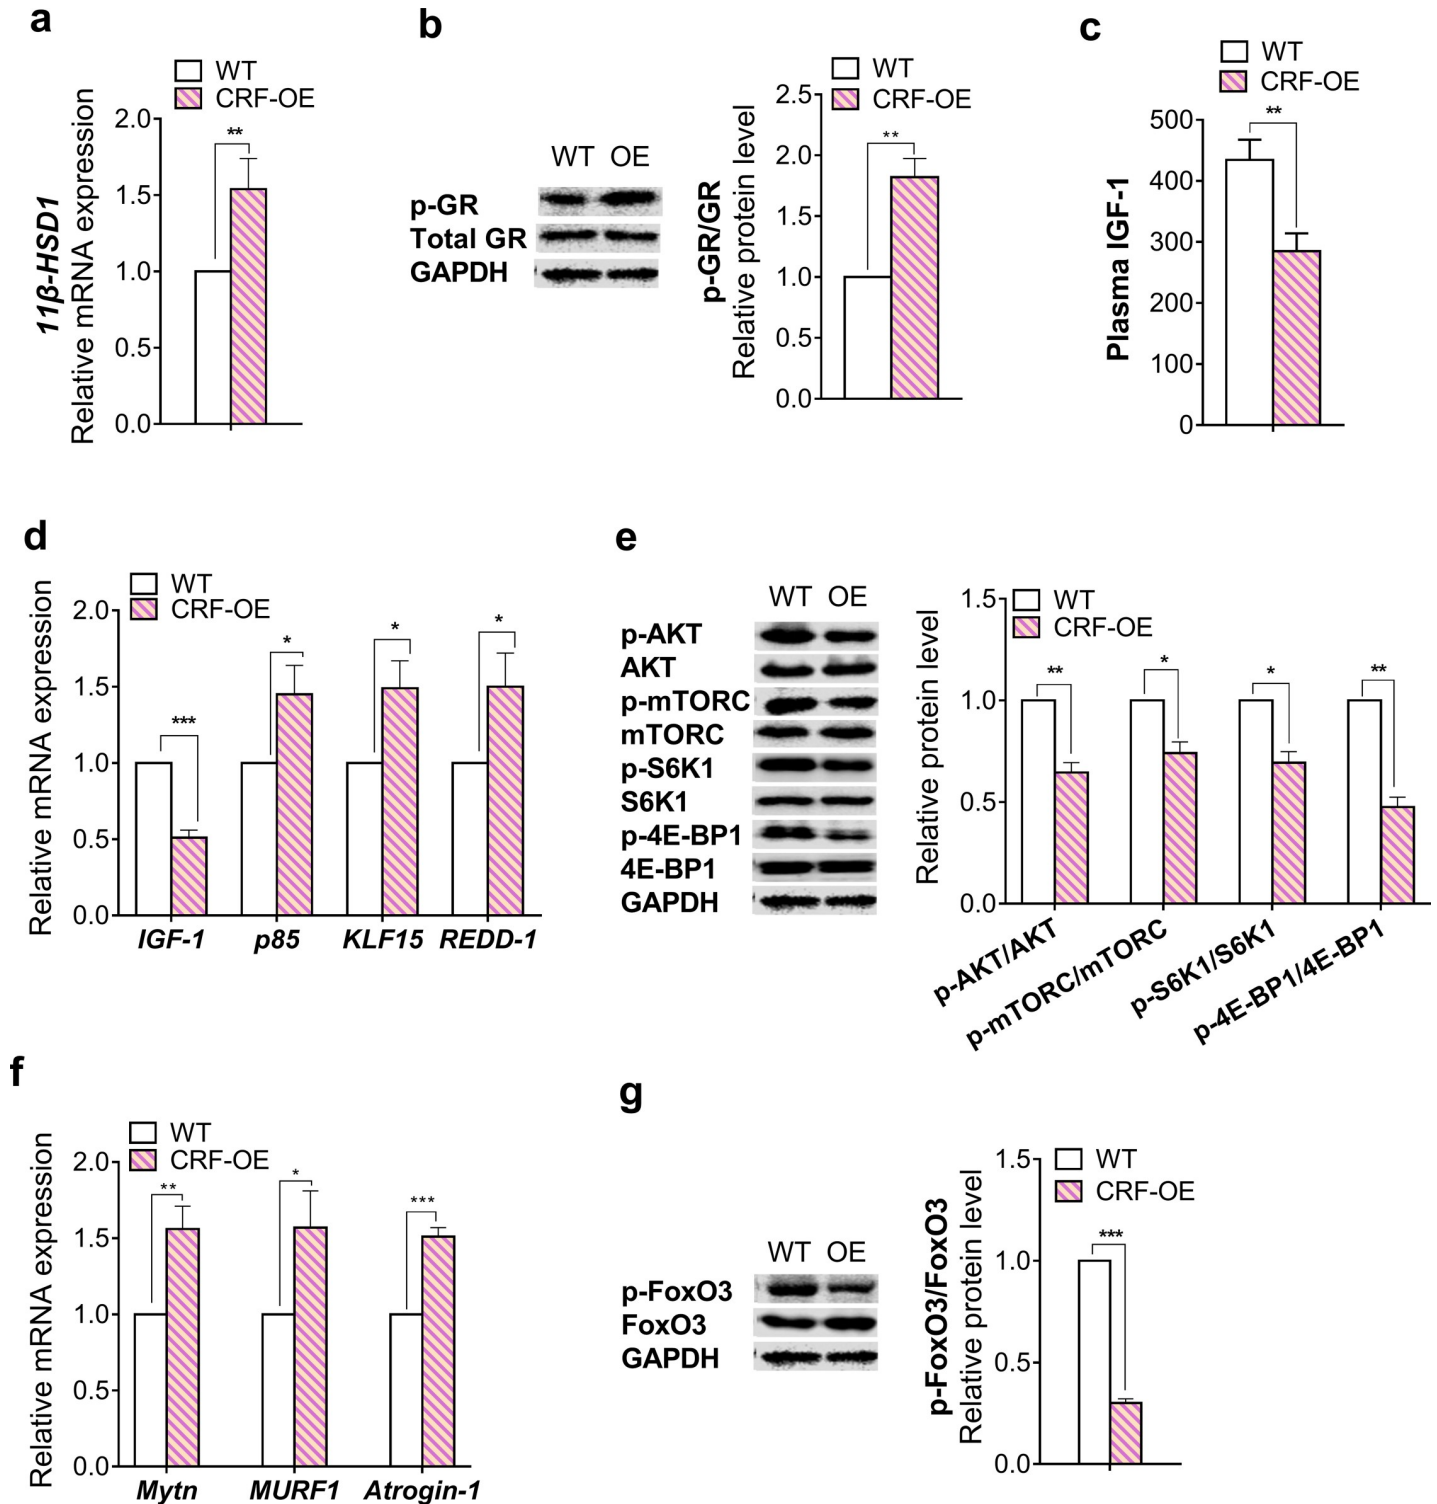 a
WT
CRF-OE
11β-HSD1
Relative mRNA expression
2.0
1.5
1.0
0.5
0.0
**
b
WT OE
p-GR
Total GR
GAPDH
WT
CRF-OE
p-GR/GR
Relative protein level
2.5
2.0
1.5
1.0
0.5
0.0
**
c
WT
CRF-OE
Plasma IGF-1
500
400
300
200
100
0
**
d
WT
CRF-OE
Relative mRNA expression
2.0
1.5
1.0
0.5
0.0
***
*
*
*
IGF-1 p85 KLF15 REDD-1
e
WT OE
p-AKT
AKT
p-mTORC
mTORC
p-S6K1
S6K1
p-4E-BP1
4E-BP1
GAPDH
WT
CRF-OE
Relative protein level
1.5
1.0
0.5
0.0
**
*
*
**
p-AKT/AKT
p-mTORC/mTORC
p-S6K1/S6K1
p-4E-BP1/4E-BP1
f
WT
CRF-OE
Relative mRNA expression
2.0
1.5
1.0
0.5
0.0
**
*
***
Mytn MURF1 Atrogin-1
g
WT OE
p-FoxO3
FoxO3
GAPDH
WT
CRF-OE
p-FoxO3/FoxO3
Relative protein level
1.5
1.0
0.5
0.0
***